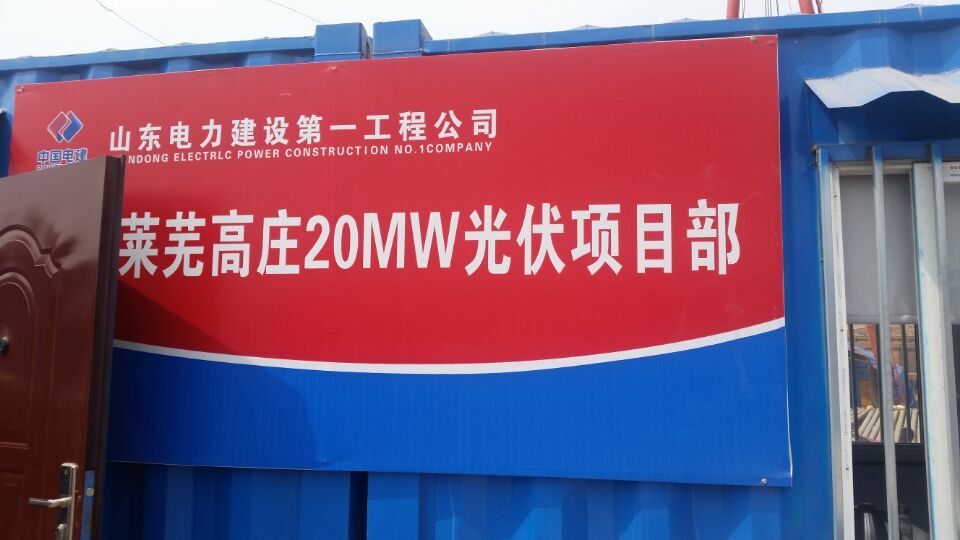 中国电建
山东电力建设第一工程公司
NDONG ELECTRLC POWER CONSTRUCTION NO.1COMPANY
莱芜高庄20MW光伏项目部